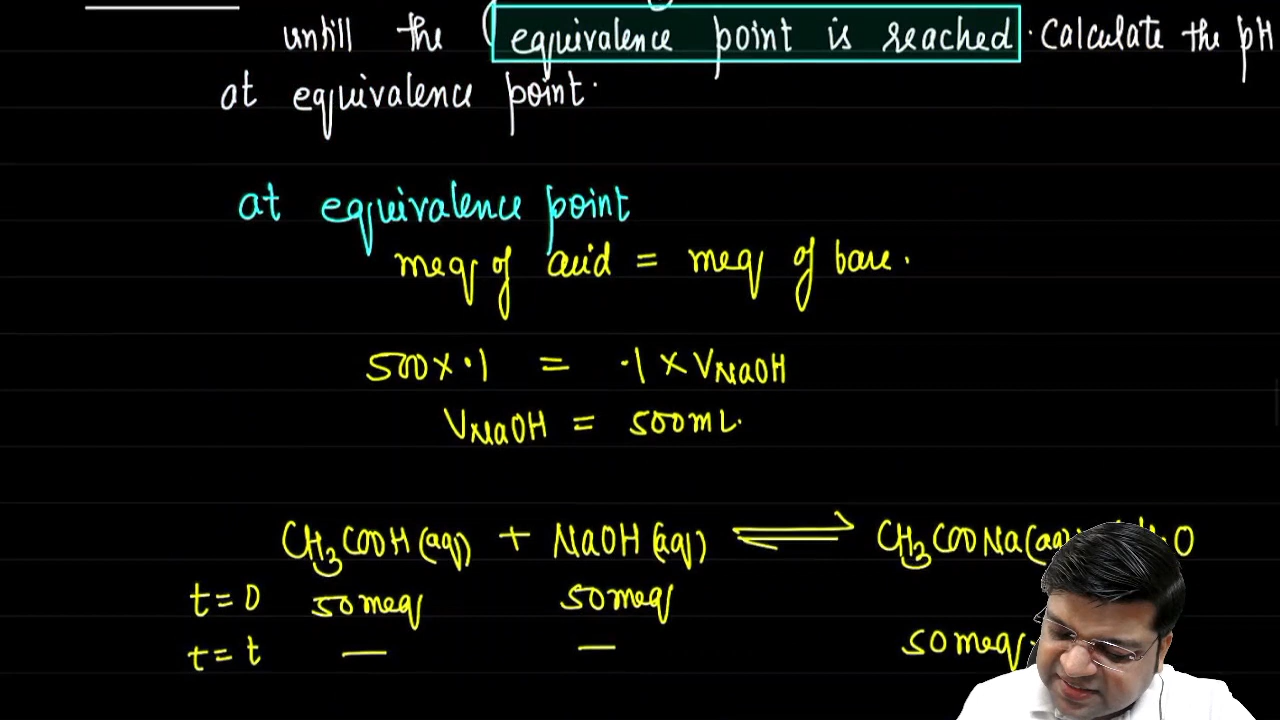 untill the (equivalence point is reached. Calculate the pH
at equivalence point.
at equivalence point
meq of acid = meq of base.
500x.1 = .1 x VNaOH
VNaOH = 500mL.
CH3COOH (aq) + NaOH (aq) ⇌ CH3COONa(aq)
t=0 50meq 50meq
t=t — — 50meq